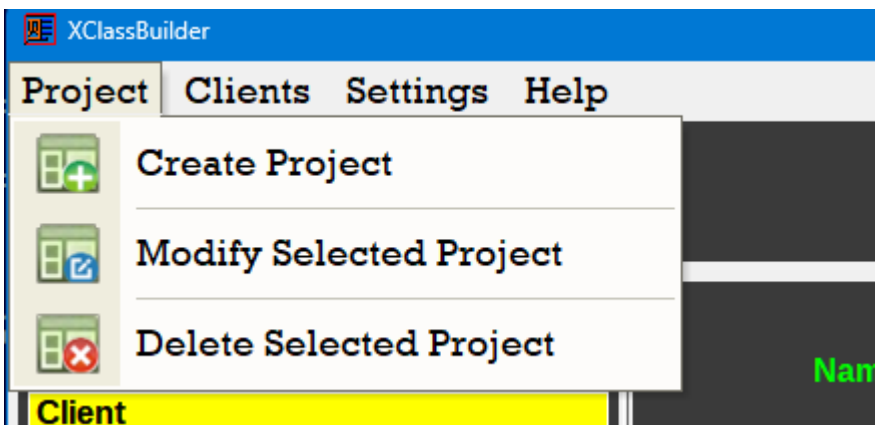 XClassBuilder
Project Clients Settings Help
Create Project
Modify Selected Project
Delete Selected Project
Client